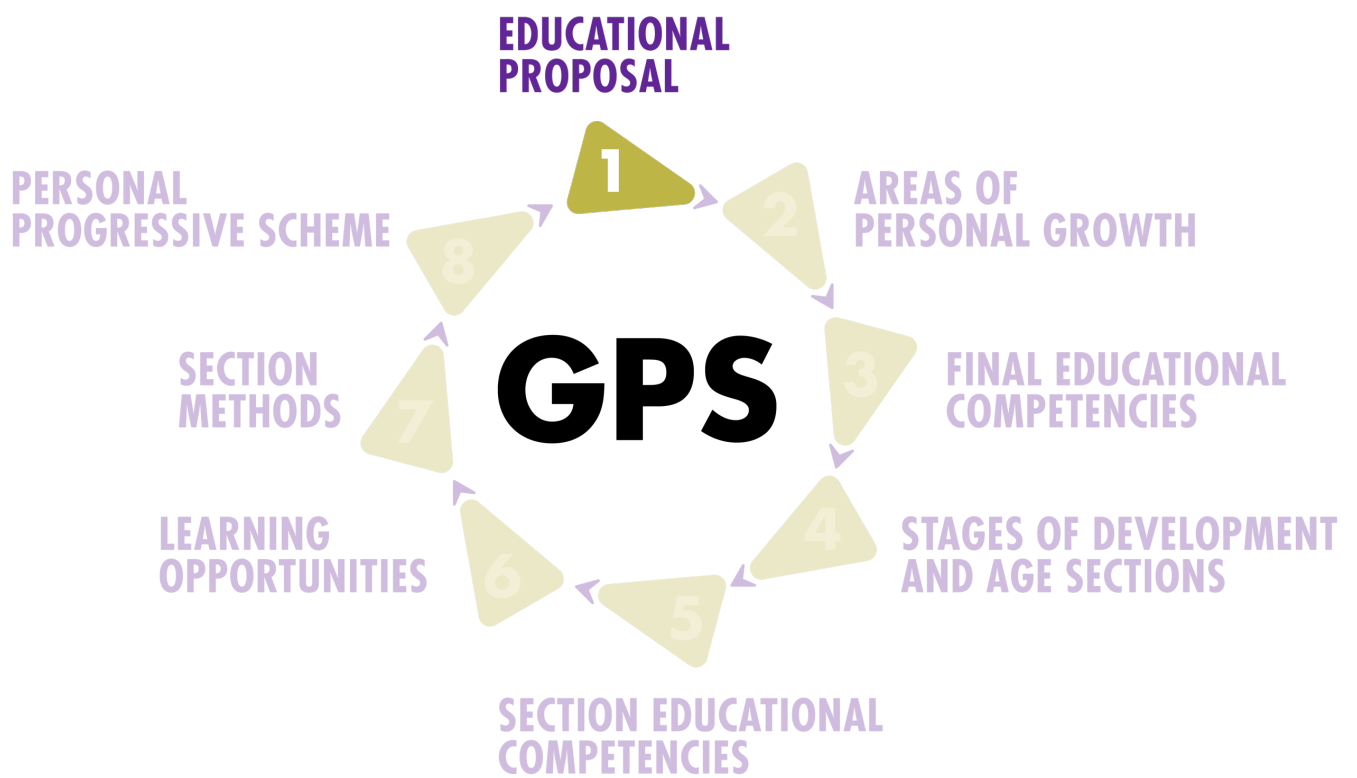 EDUCATIONAL
PROPOSAL
1
2
AREAS OF
PERSONAL GROWTH
3
FINAL EDUCATIONAL
COMPETENCIES
4
STAGES OF DEVELOPMENT
AND AGE SECTIONS
5
SECTION EDUCATIONAL
COMPETENCIES
6
LEARNING
OPPORTUNITIES
7
SECTION
METHODS
8
PERSONAL
PROGRESSIVE SCHEME
GPS